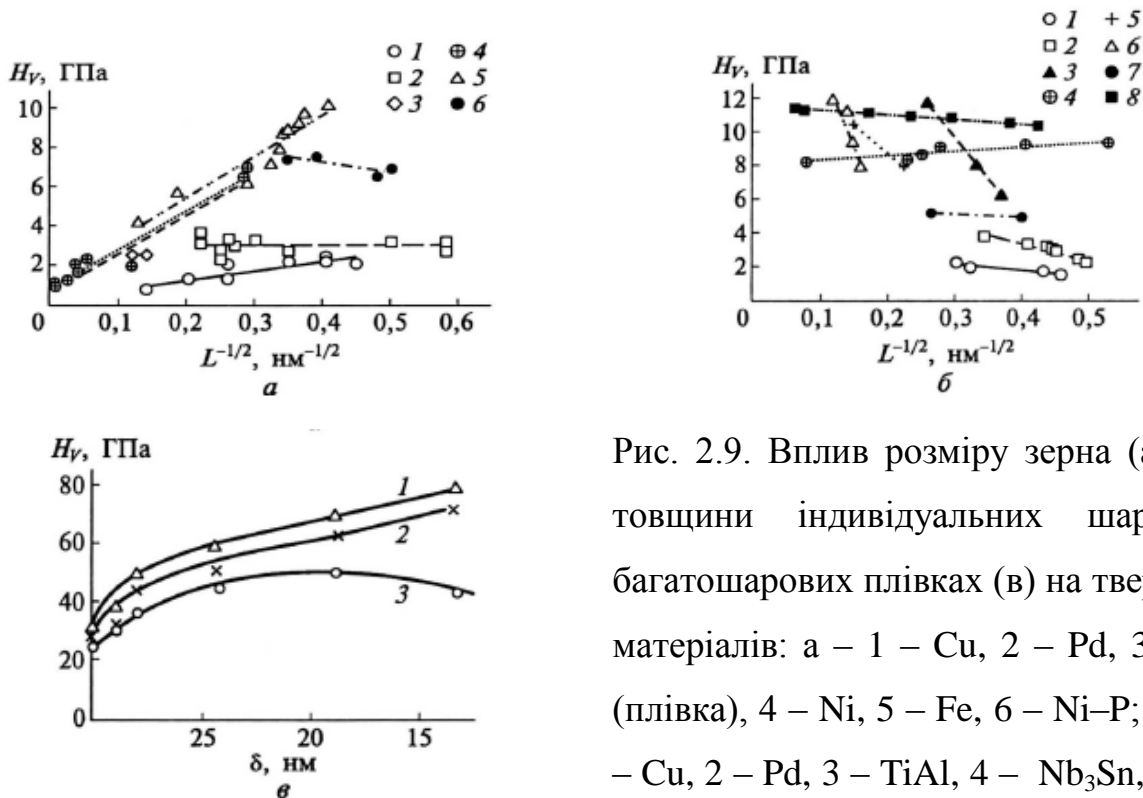 H_V, ГПа
1 4
2 5
3 6
10
8
6
4
2
0 0,1 0,2 0,3 0,4 0,5 0,6
L^{-1/2}, нм^{-1/2}
а
H_V, ГПа
1 5
2 6
3 7
4 8
12
10
8
6
4
2
0 0,1 0,2 0,3 0,4 0,5
L^{-1/2}, нм^{-1/2}
б
H_V, ГПа
80
60
40
20
0
1
2
3
25 20 15
δ, нм
в
Рис. 2.9. Вплив розміру зерна (а
товщини індивідуальних шар
багатошарових плівках (в) на твер
матеріалів: а – 1 – Cu, 2 – Pd, 3
(плівка), 4 – Ni, 5 – Fe, 6 – Ni–P;
– Cu, 2 – Pd, 3 – TiAl, 4 – Nb₃Sn,